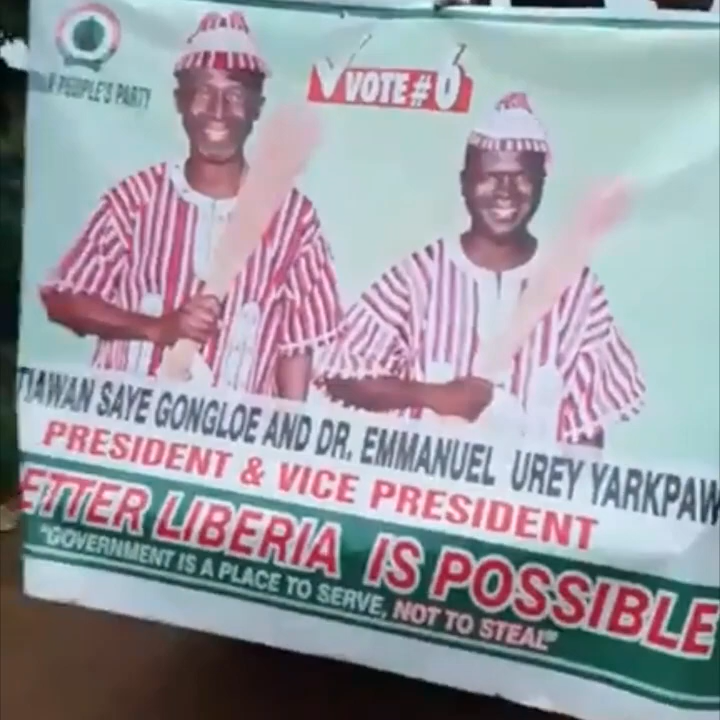 PEOPLE'S PARTY
VOTE# 6
TIAWAN SAYE GONGLOE AND DR. EMMANUEL UREY YARKPAW
PRESIDENT & VICE PRESIDENT
ETTER LIBERIA IS POSSIBLE
"GOVERNMENT IS A PLACE TO SERVE, NOT TO STEAL"